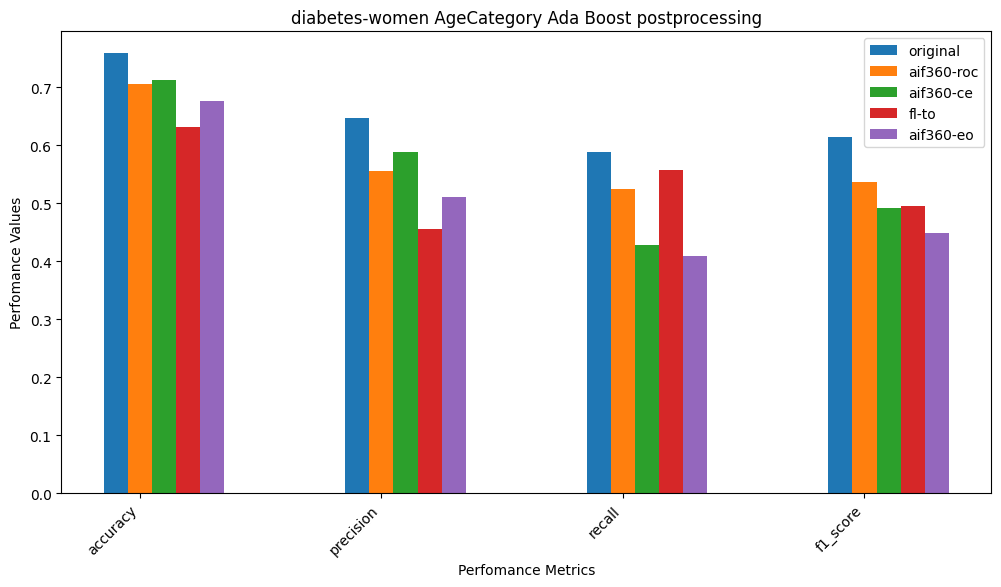 diabetes-women AgeCategory Ada Boost postprocessing
original
aif360-roc
aif360-ce
fl-to
aif360-eo
Perfomance Values
0.7
0.6
0.5
0.4
0.3
0.2
0.1
0.0
accuracy
precision
recall
f1_score
Perfomance Metrics